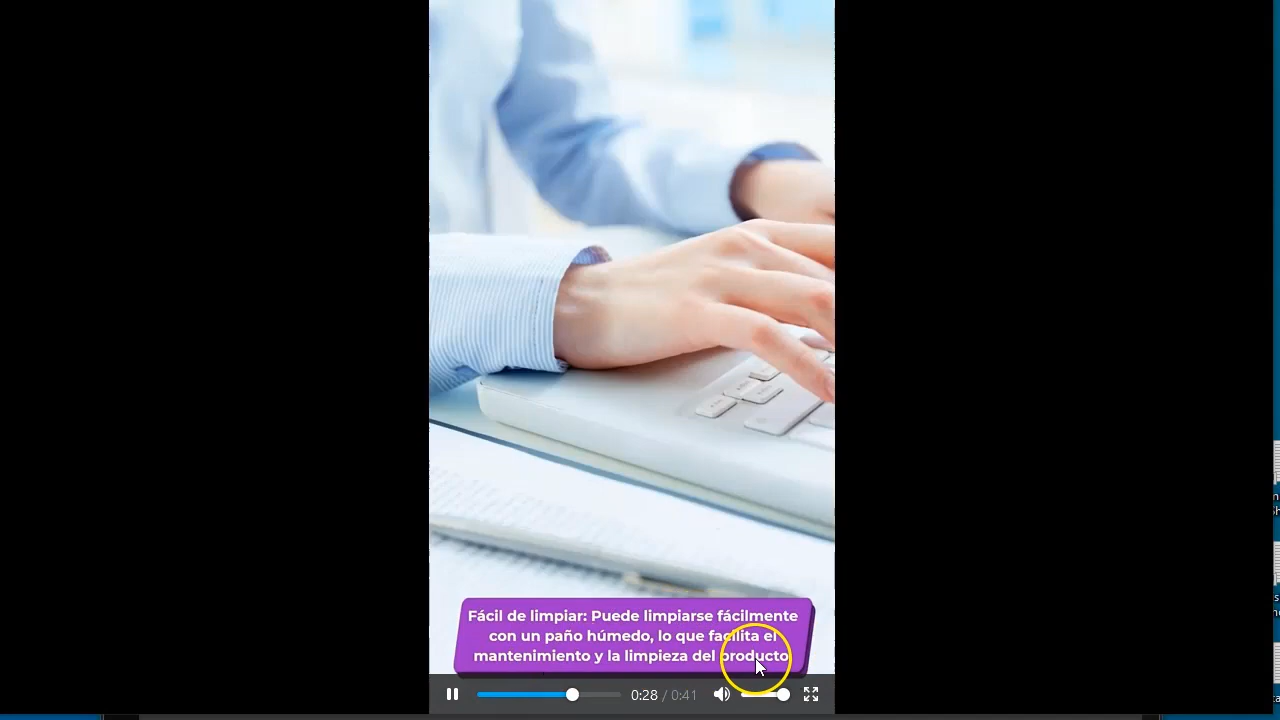 Fácil de limpiar: Puede limpiarse fácilmente
con un paño húmedo, lo que facilita el
mantenimiento y la limpieza del producto
0:28 / 0:41